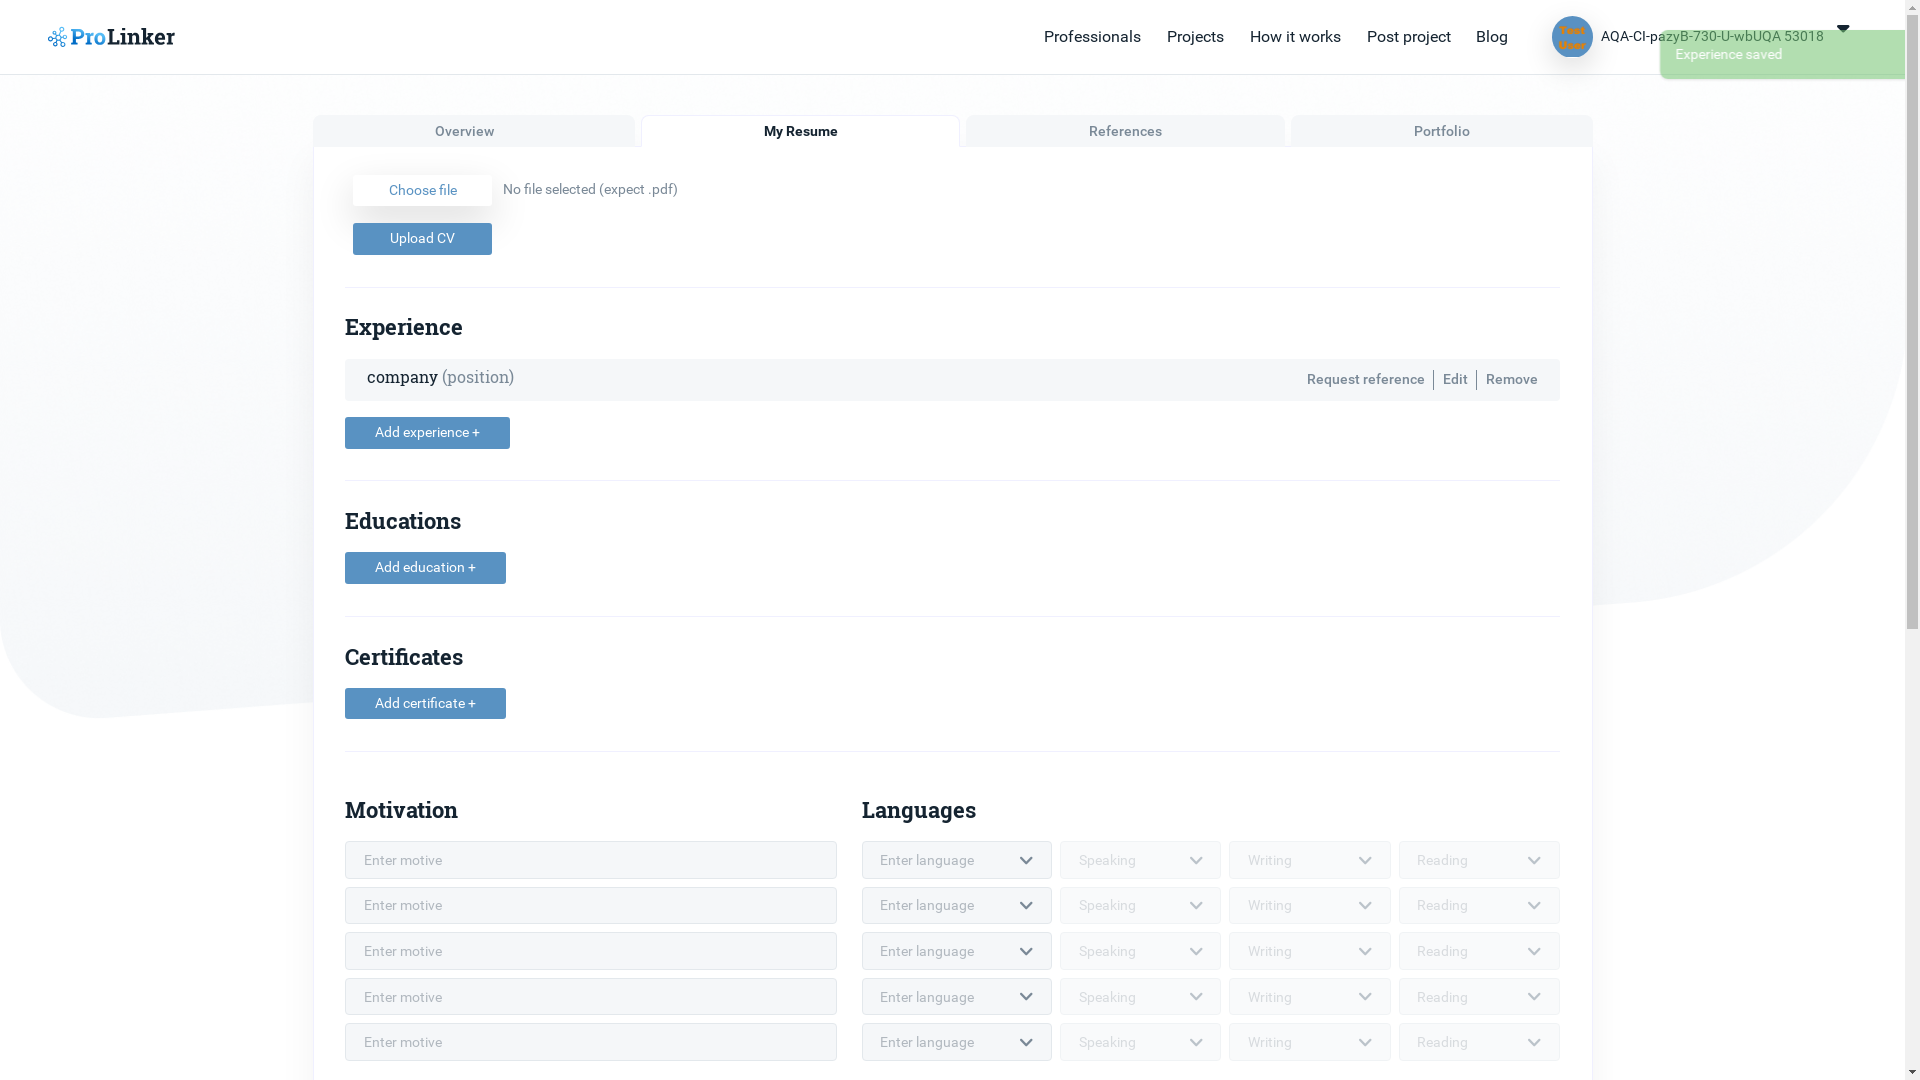 ProLinker
Professionals
Projects
How it works
Post project
Blog
Test User
AQA-CI-pazyB-730-U-wbUQA 53018
Experience saved
Overview
My Resume
References
Portfolio
Choose file
No file selected (expect .pdf)
Upload CV
Experience
company (position)
Request reference
Edit
Remove
Add experience +
Educations
Add education +
Certificates
Add certificate +
Motivation
Languages
Enter motive
Enter language
Speaking
Writing
Reading
Enter motive
Enter language
Speaking
Writing
Reading
Enter motive
Enter language
Speaking
Writing
Reading
Enter motive
Enter language
Speaking
Writing
Reading
Enter motive
Enter language
Speaking
Writing
Reading